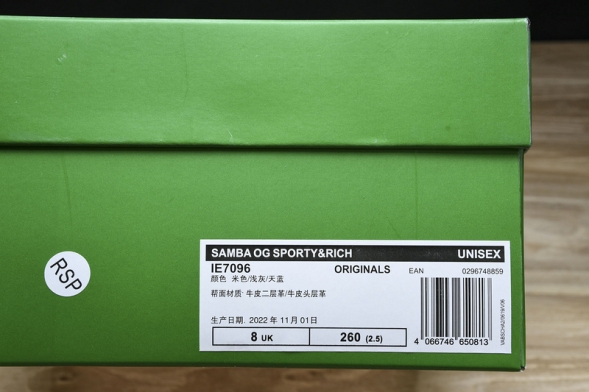 SAMBA OG SPORTY&RICH UNISEX
IE7096 ORIGINALS EAN 0296748859
颜色 米色/浅灰/天蓝
帮面材质: 牛皮二层革/牛皮头层革
生产日期. 2022 年 11 月 01日
8 UK 260 (2.5)
4 066746 650813
RSP